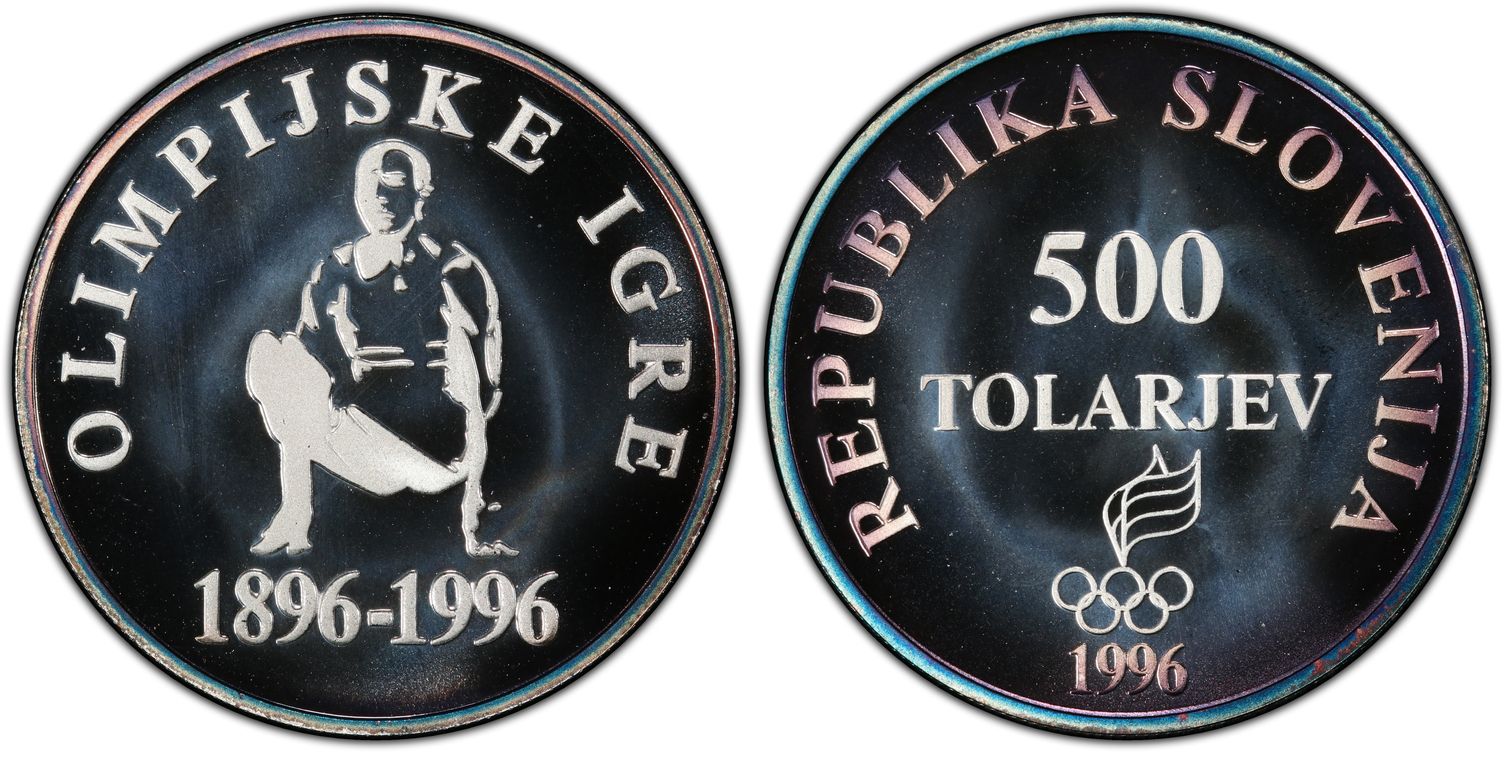 OLIMPIJSKE IGRE
1896-1996
REPUBLIKA SLOVENIJA
500
TOLARJEV
1996